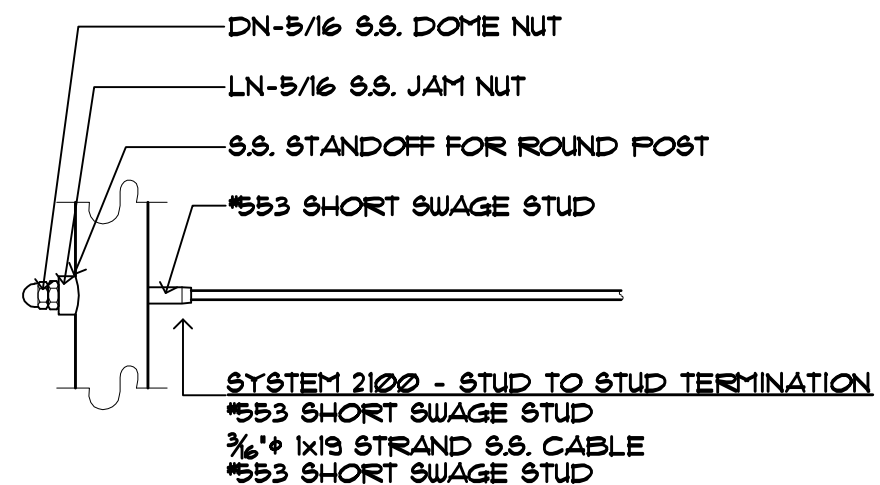 DN-5/16 S.S. DOME NUT
LN-5/16 S.S. JAM NUT
S.S. STANDOFF FOR ROUND POST
#553 SHORT SWAGE STUD
SYSTEM 2100 - STUD TO STUD TERMINATION
#553 SHORT SWAGE STUD
3/16"Φ 1x19 STRAND S.S. CABLE
#553 SHORT SWAGE STUD